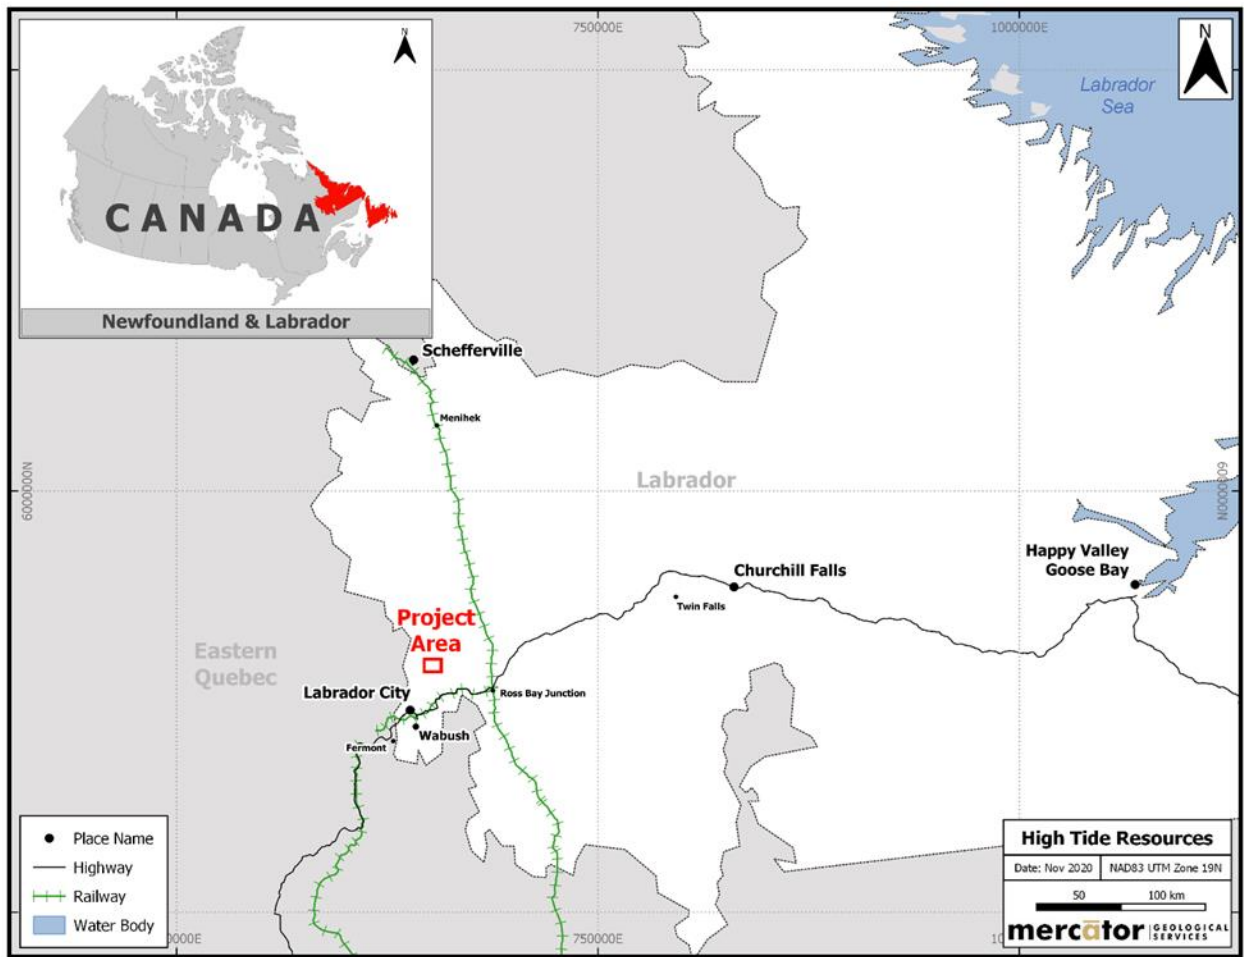 750000E
1000000E
N
N
Labrador
Sea
CANADA
Newfoundland & Labrador
Schefferville
Menihek
6000000N
Labrador
6000000N
Happy Valley
Goose Bay
Churchill Falls
Twin Falls
Project
Area
Eastern
Quebec
Labrador City
Ross Bay Junction
Wabush
Fermont
Place Name
Highway
Railway
Water Body
High Tide Resources
Date: Nov 2020
NAD83 UTM Zone 19N
50
100 km
mercātor GEOLOGICAL
SERVICES
750000E